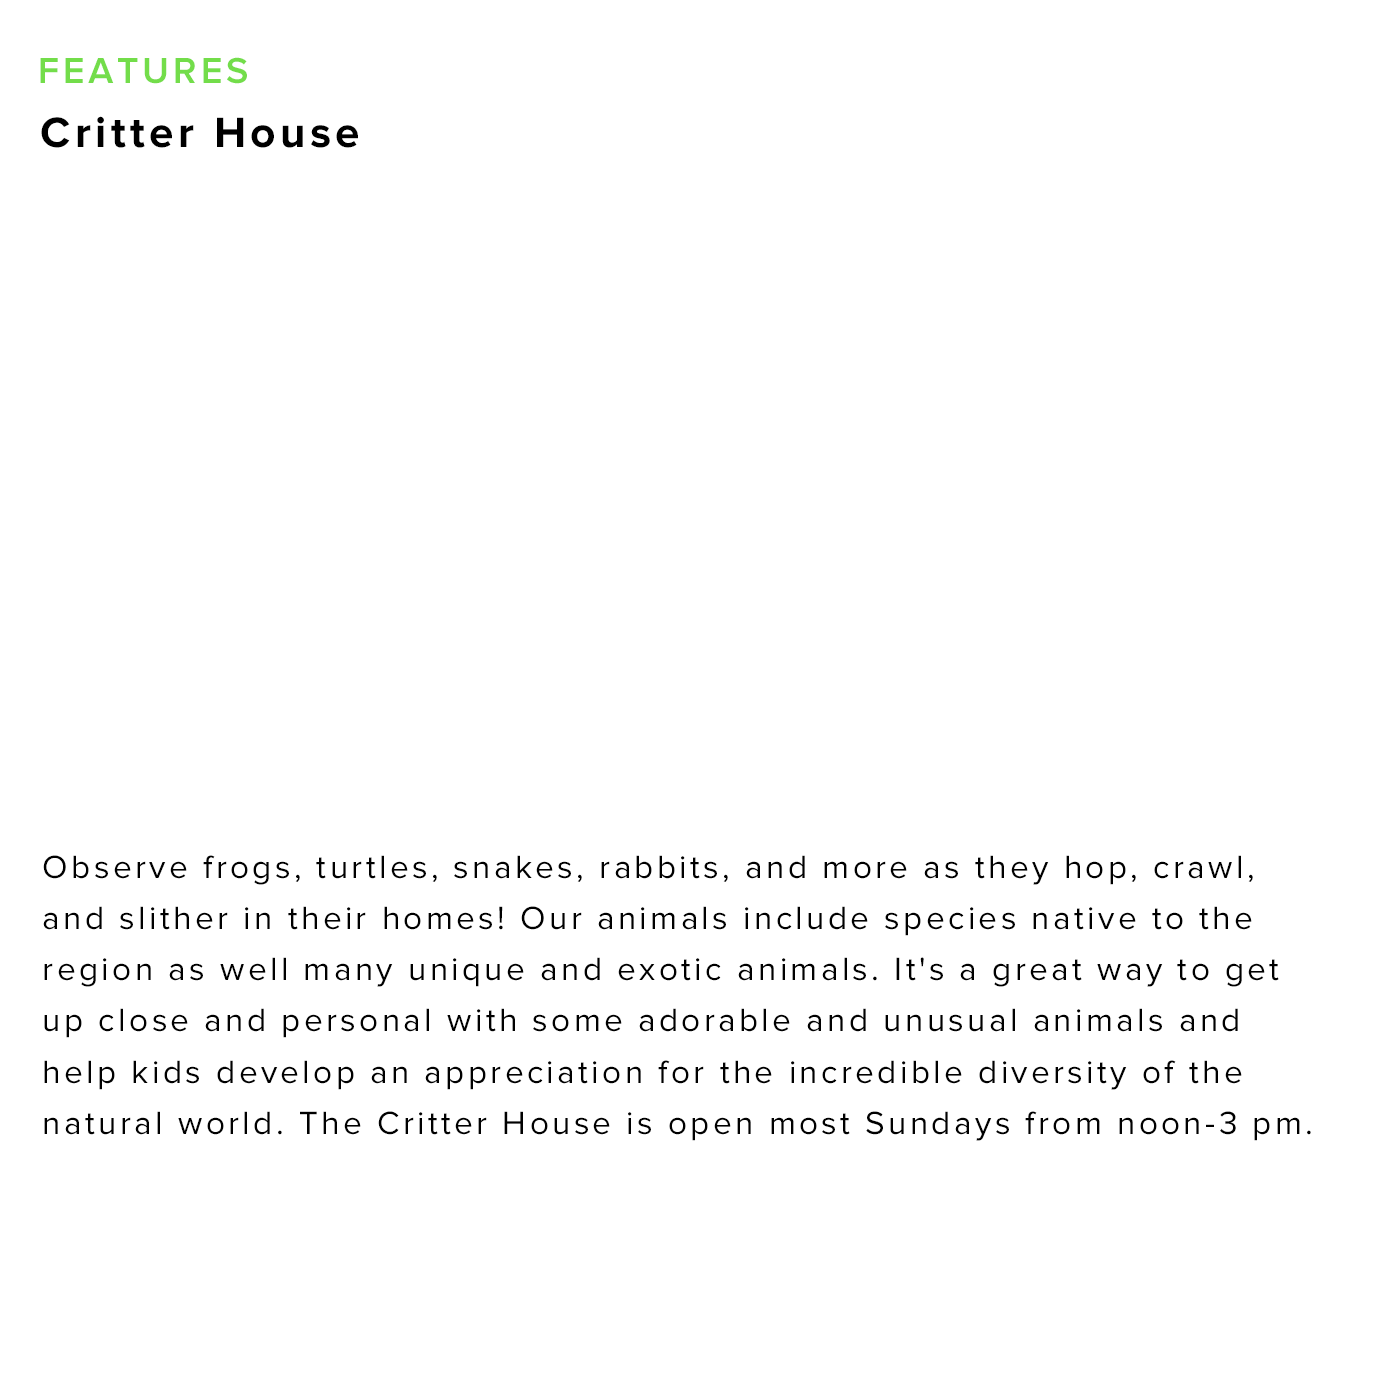 FEATURES
Critter House
Observe frogs, turtles, snakes, rabbits, and more as they hop, crawl,
and slither in their homes! Our animals include species native to the
region as well many unique and exotic animals. It's a great way to get
up close and personal with some adorable and unusual animals and
help kids develop an appreciation for the incredible diversity of the
natural world. The Critter House is open most Sundays from noon-3 pm.